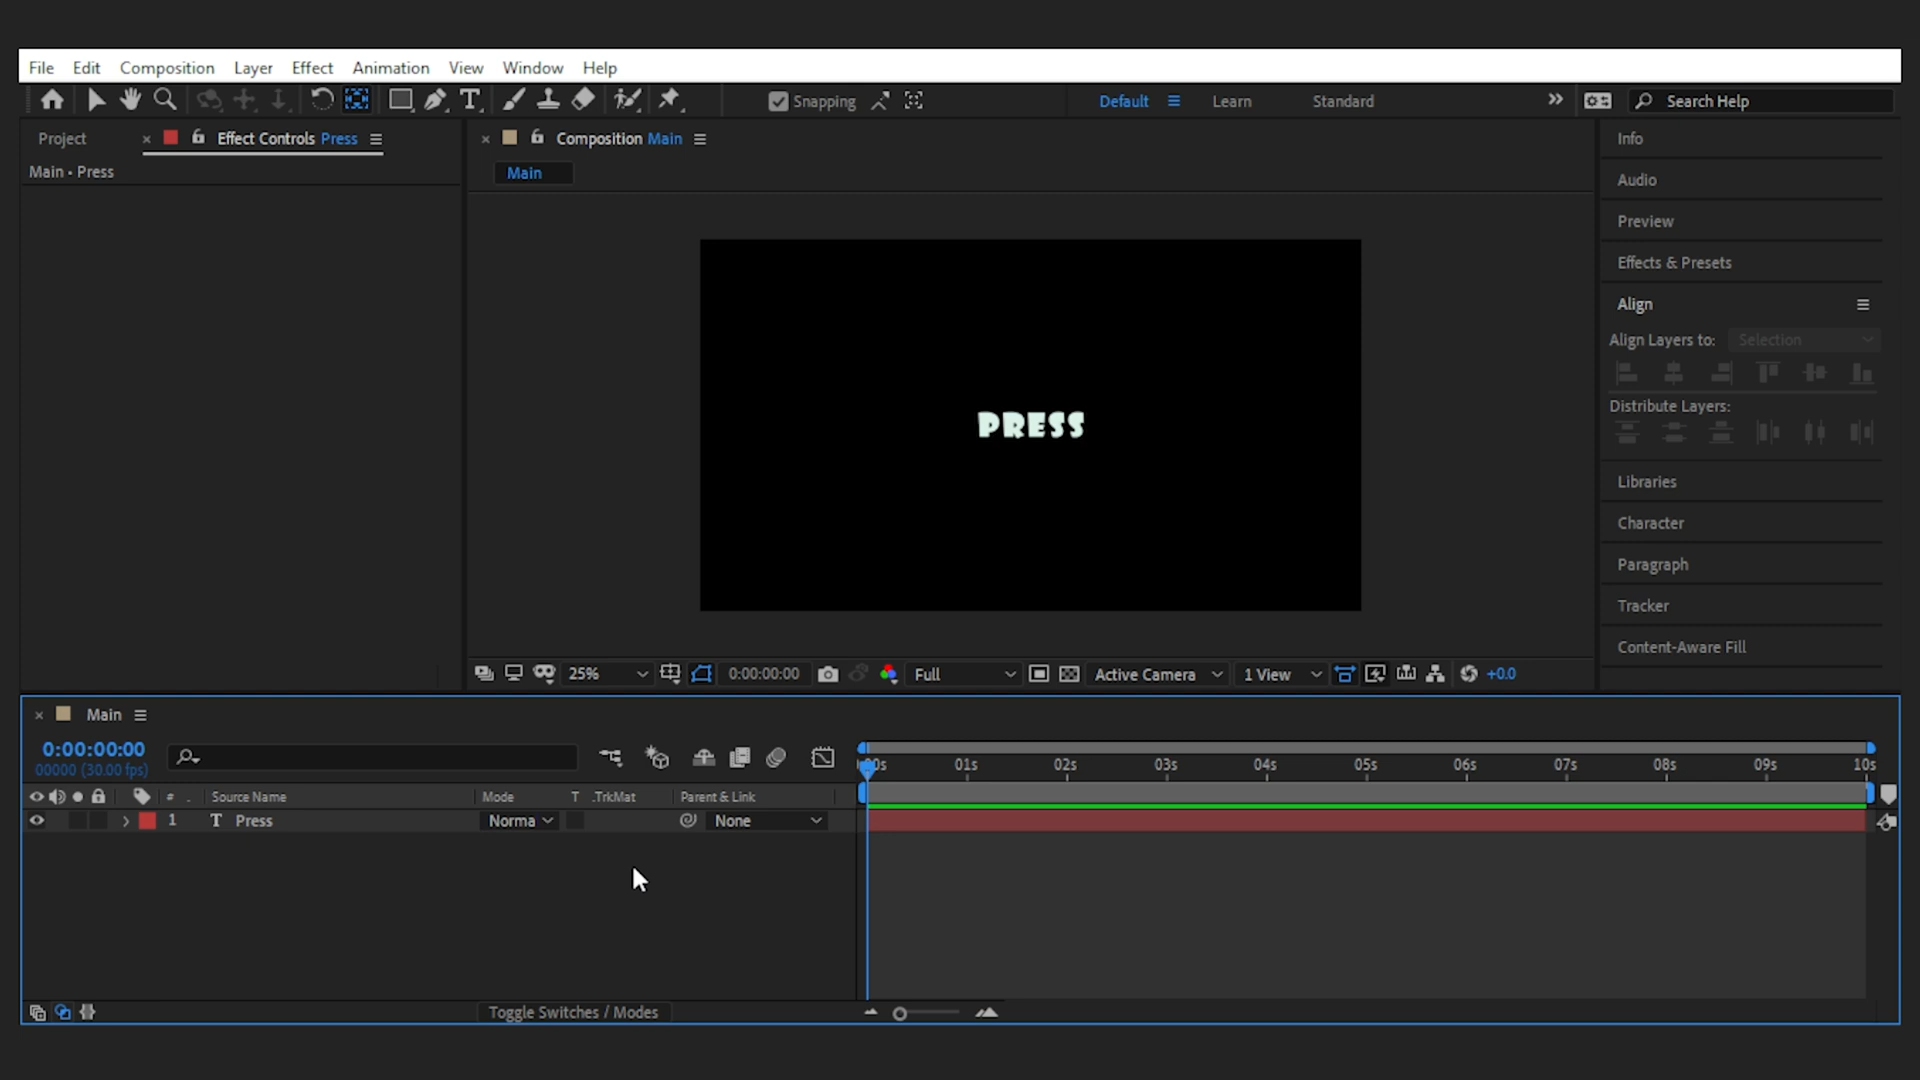 File Edit Composition Layer Effect Animation View Window Help
Snapping Default Learn Standard Search Help
Project Effect Controls Press
Main • Press
Composition Main
Main
PRESS
25% 0:00:00:00 Full Active Camera 1 View +0.0
Info
Audio
Preview
Effects & Presets
Align
Align Layers to: Selection
Distribute Layers:
Libraries
Character
Paragraph
Tracker
Content-Aware Fill
Main
0:00:00:00
00000 (30.00 fps)
00s 01s 02s 03s 04s 05s 06s 07s 08s 09s 10s
# . Source Name Mode T .TrkMat Parent & Link
1 T Press Norma None
Toggle Switches / Modes